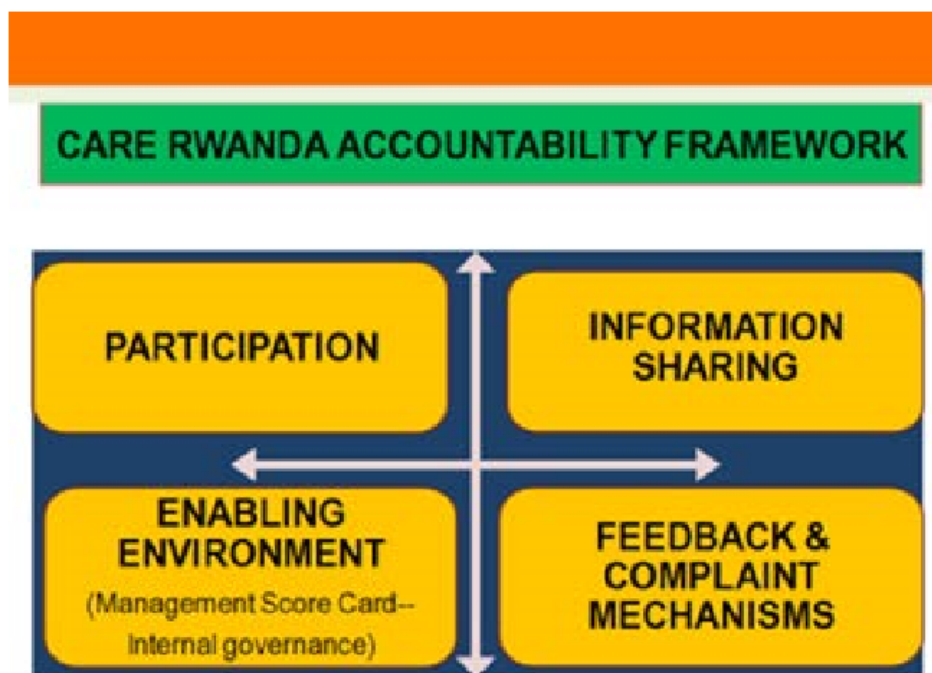 CARE RWANDA ACCOUNTABILITY FRAMEWORK
PARTICIPATION
INFORMATION
SHARING
ENABLING
ENVIRONMENT
(Management Score Card--
Internal governance)
FEEDBACK &
COMPLAINT
MECHANISMS